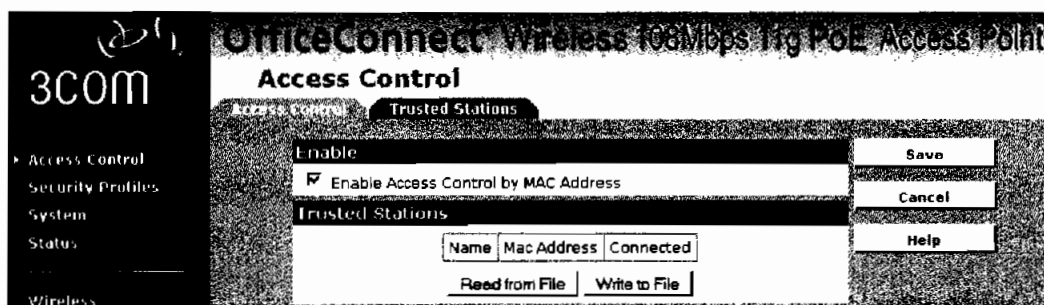 OfficeConnect Wireless 108Mbps 11g PoE Access Point
3COM
Access Control
Access Control
Trusted Stations
Access Control
Security Profiles
System
Status
Wireless
Enable
Enable Access Control by MAC Address
Trusted Stations
Name Mac Address Connected
Read from File Write to File
Save
Cancel
Help